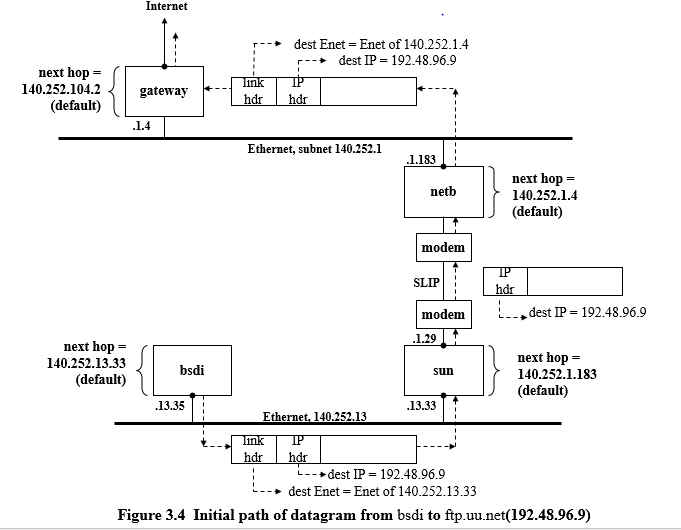 Internet
dest Enet = Enet of 140.252.1.4
dest IP = 192.48.96.9
next hop =
140.252.104.2
(default)
gateway
link
hdr
IP
hdr
.1.4
Ethernet, subnet 140.252.1
.1.183
netb
next hop =
140.252.1.4
(default)
modem
SLIP
IP
hdr
modem
dest IP = 192.48.96.9
.1.29
next hop =
140.252.13.33
(default)
bsdi
sun
next hop =
140.252.1.183
(default)
.13.35
.13.33
Ethernet, 140.252.13
link
hdr
IP
hdr
dest IP = 192.48.96.9
dest Enet = Enet of 140.252.13.33
Figure 3.4 Initial path of datagram from bsdi to ftp.uu.net(192.48.96.9)